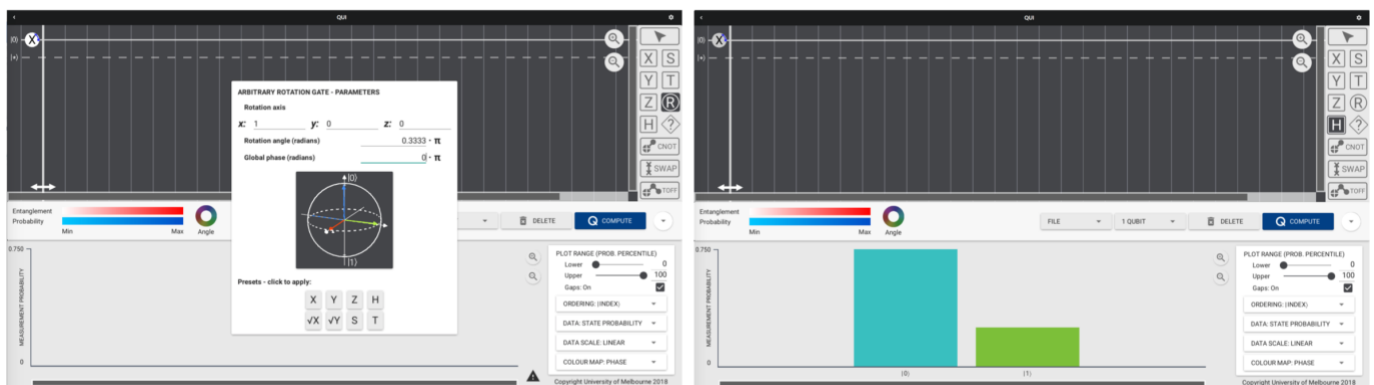 QUI
|0⟩
X
|+⟩
ARBITRARY ROTATION GATE - PARAMETERS
Rotation axis
x: 1 y: 0 z: 0
Rotation angle (radians) 0.3333 • π
Global phase (radians) 0 • π
|0⟩
|1⟩
Presets - click to apply:
X Y Z H
√X √Y S T
X S
Y T
Z R
H ?
CNOT
SWAP
TOFF
Entanglement
Probability
Min Max Angle
DELETE
COMPUTE
0.750
MEASUREMENT PROBABILITY
0
PLOT RANGE (PROB. PERCENTILE)
Lower 0
Upper 100
Gaps: On
ORDERING: (INDEX)
DATA: STATE PROBABILITY
DATA SCALE: LINEAR
COLOUR MAP: PHASE
Copyright University of Melbourne 2018
QUI
X
X S
Y T
Z R
H ?
CNOT
SWAP
TOFF
Entanglement
Probability
Min Max Angle
FILE
1 QUBIT
DELETE
COMPUTE
0.750
MEASUREMENT PROBABILITY
0
|0⟩ |1⟩
PLOT RANGE (PROB. PERCENTILE)
Lower 0
Upper 100
Gaps: On
ORDERING: (INDEX)
DATA: STATE PROBABILITY
DATA SCALE: LINEAR
COLOUR MAP: PHASE
Copyright University of Melbourne 2018